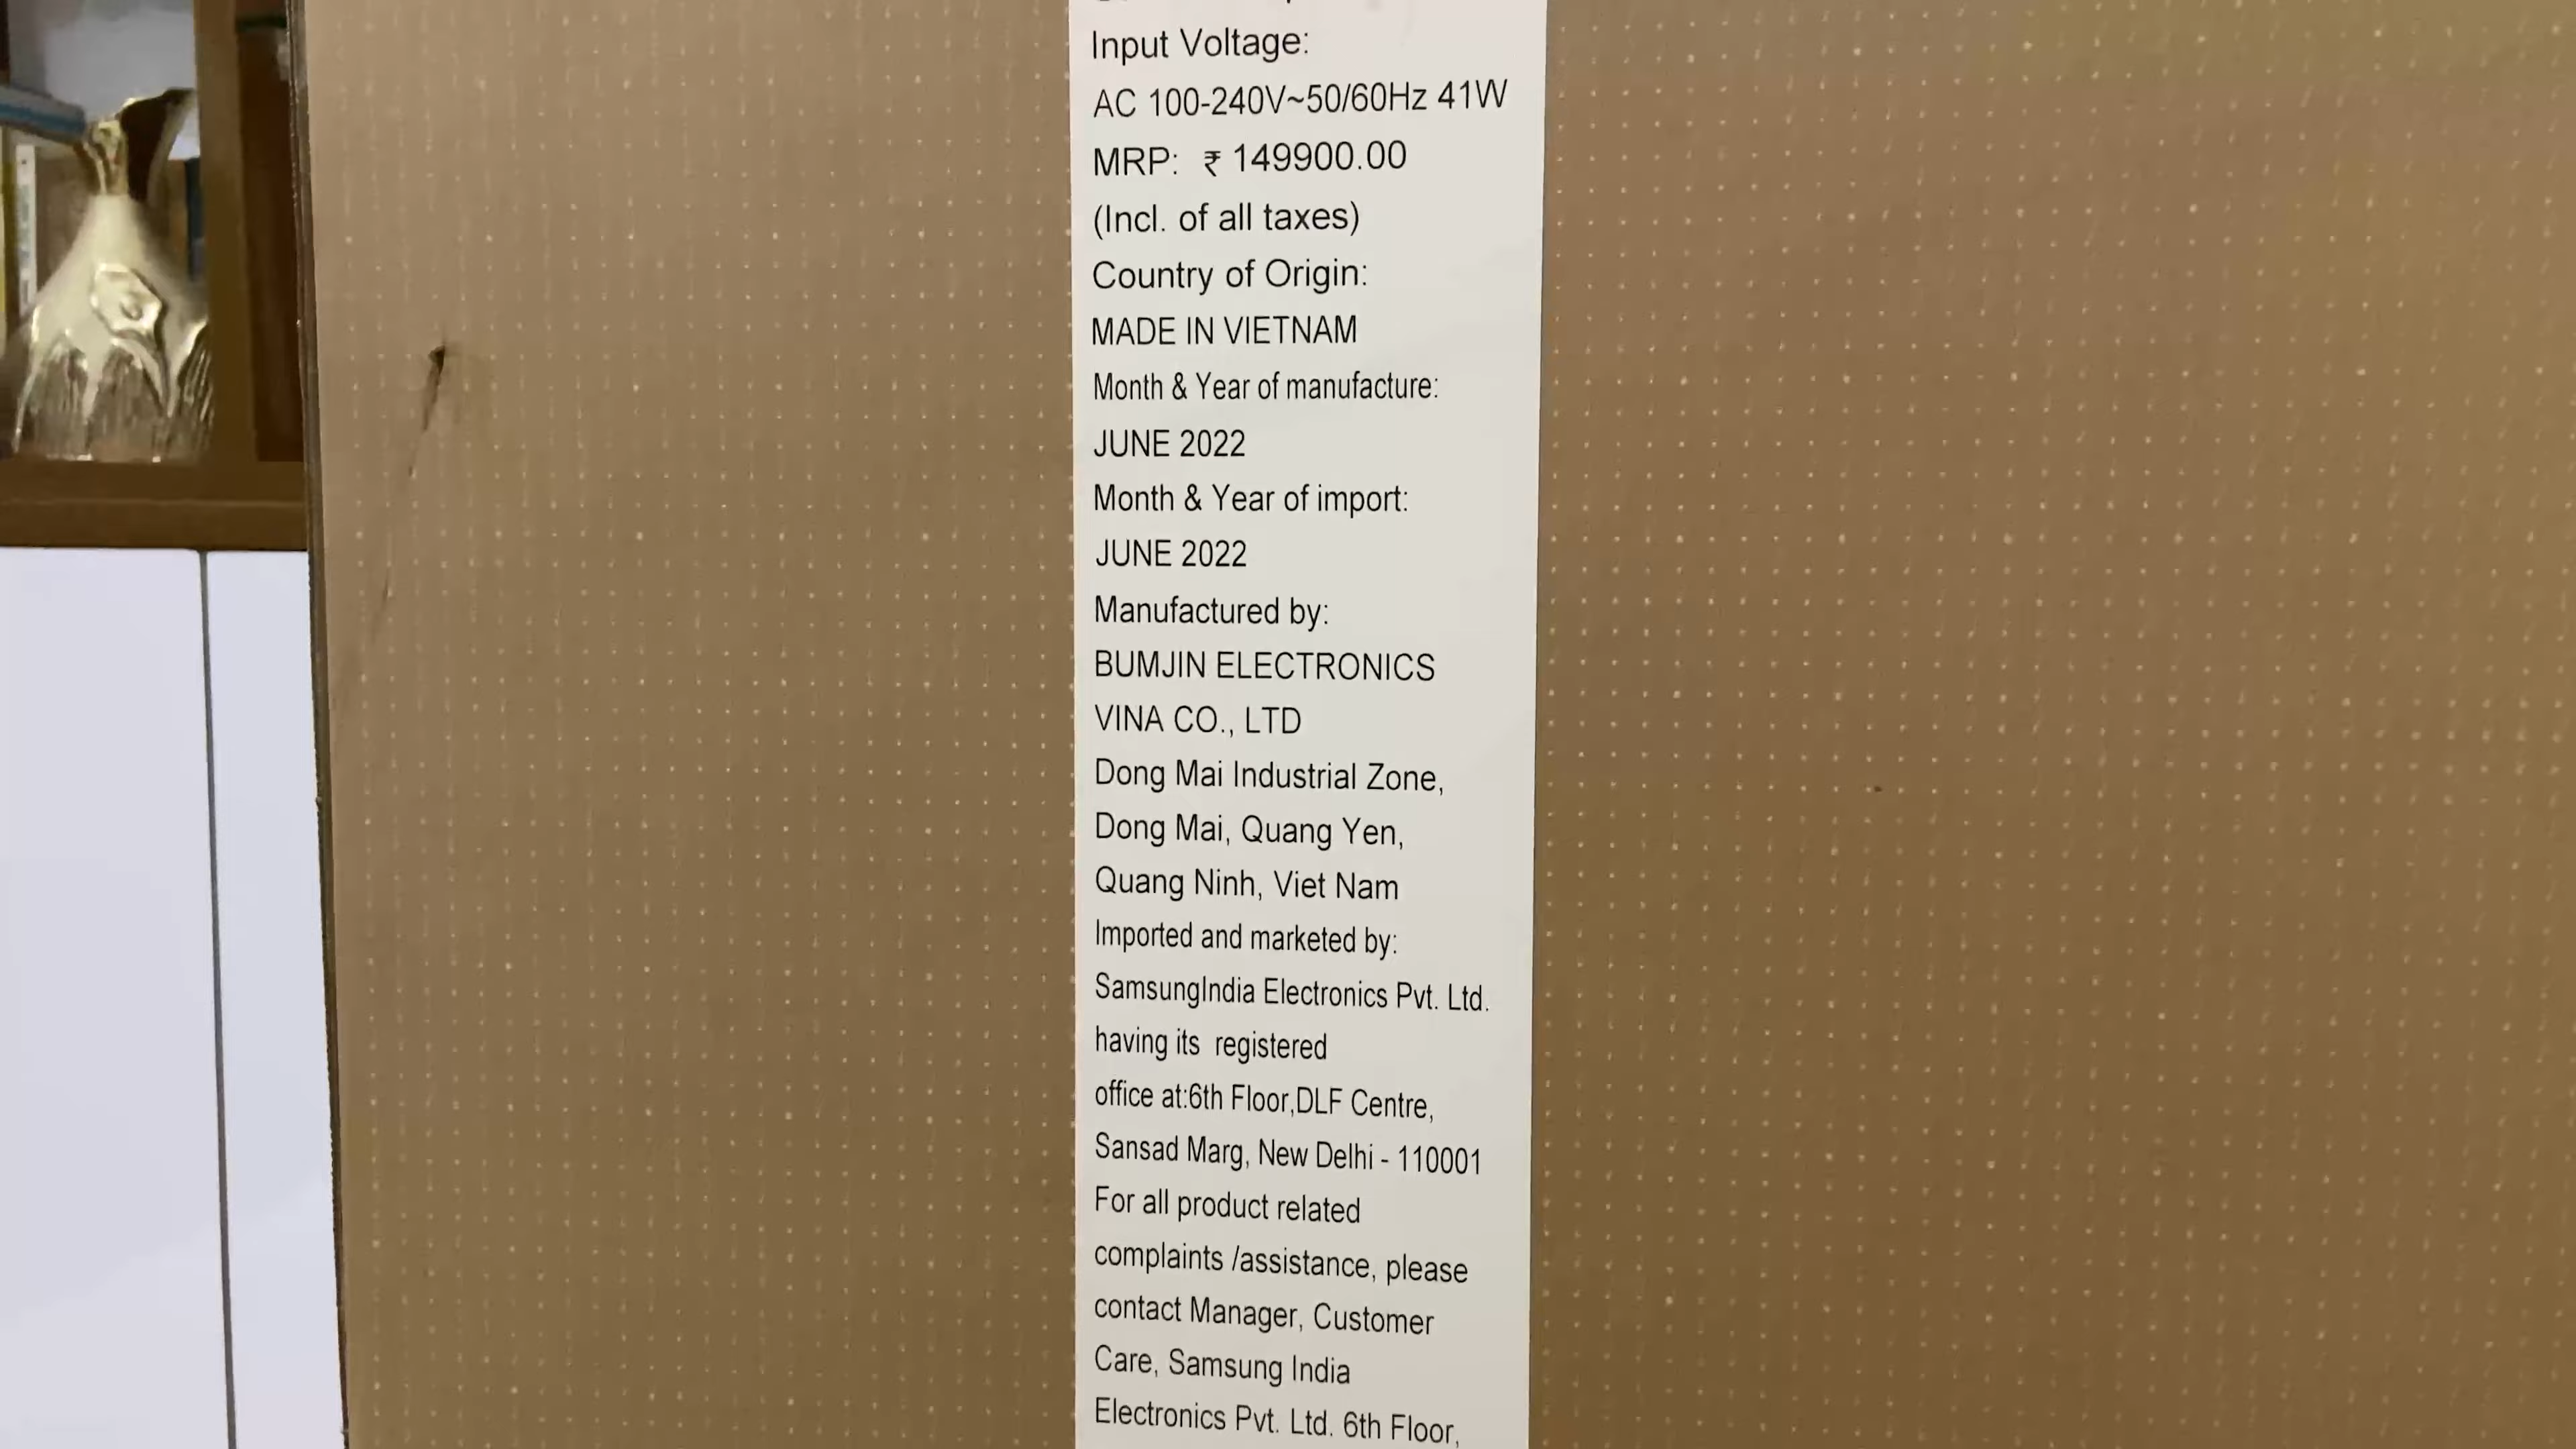 Input Voltage:
AC 100-240V~50/60Hz 41W
MRP: ₹ 149900.00
(Incl. of all taxes)
Country of Origin:
MADE IN VIETNAM
Month & Year of manufacture:
JUNE 2022
Month & Year of import:
JUNE 2022
Manufactured by:
BUMJIN ELECTRONICS
VINA CO., LTD
Dong Mai Industrial Zone,
Dong Mai, Quang Yen,
Quang Ninh, Viet Nam
Imported and marketed by:
SamsungIndia Electronics Pvt. Ltd.
having its registered
office at:6th Floor,DLF Centre,
Sansad Marg, New Delhi - 110001
For all product related
complaints /assistance, please
contact Manager, Customer
Care, Samsung India
Electronics Pvt. Ltd. 6th Floor,